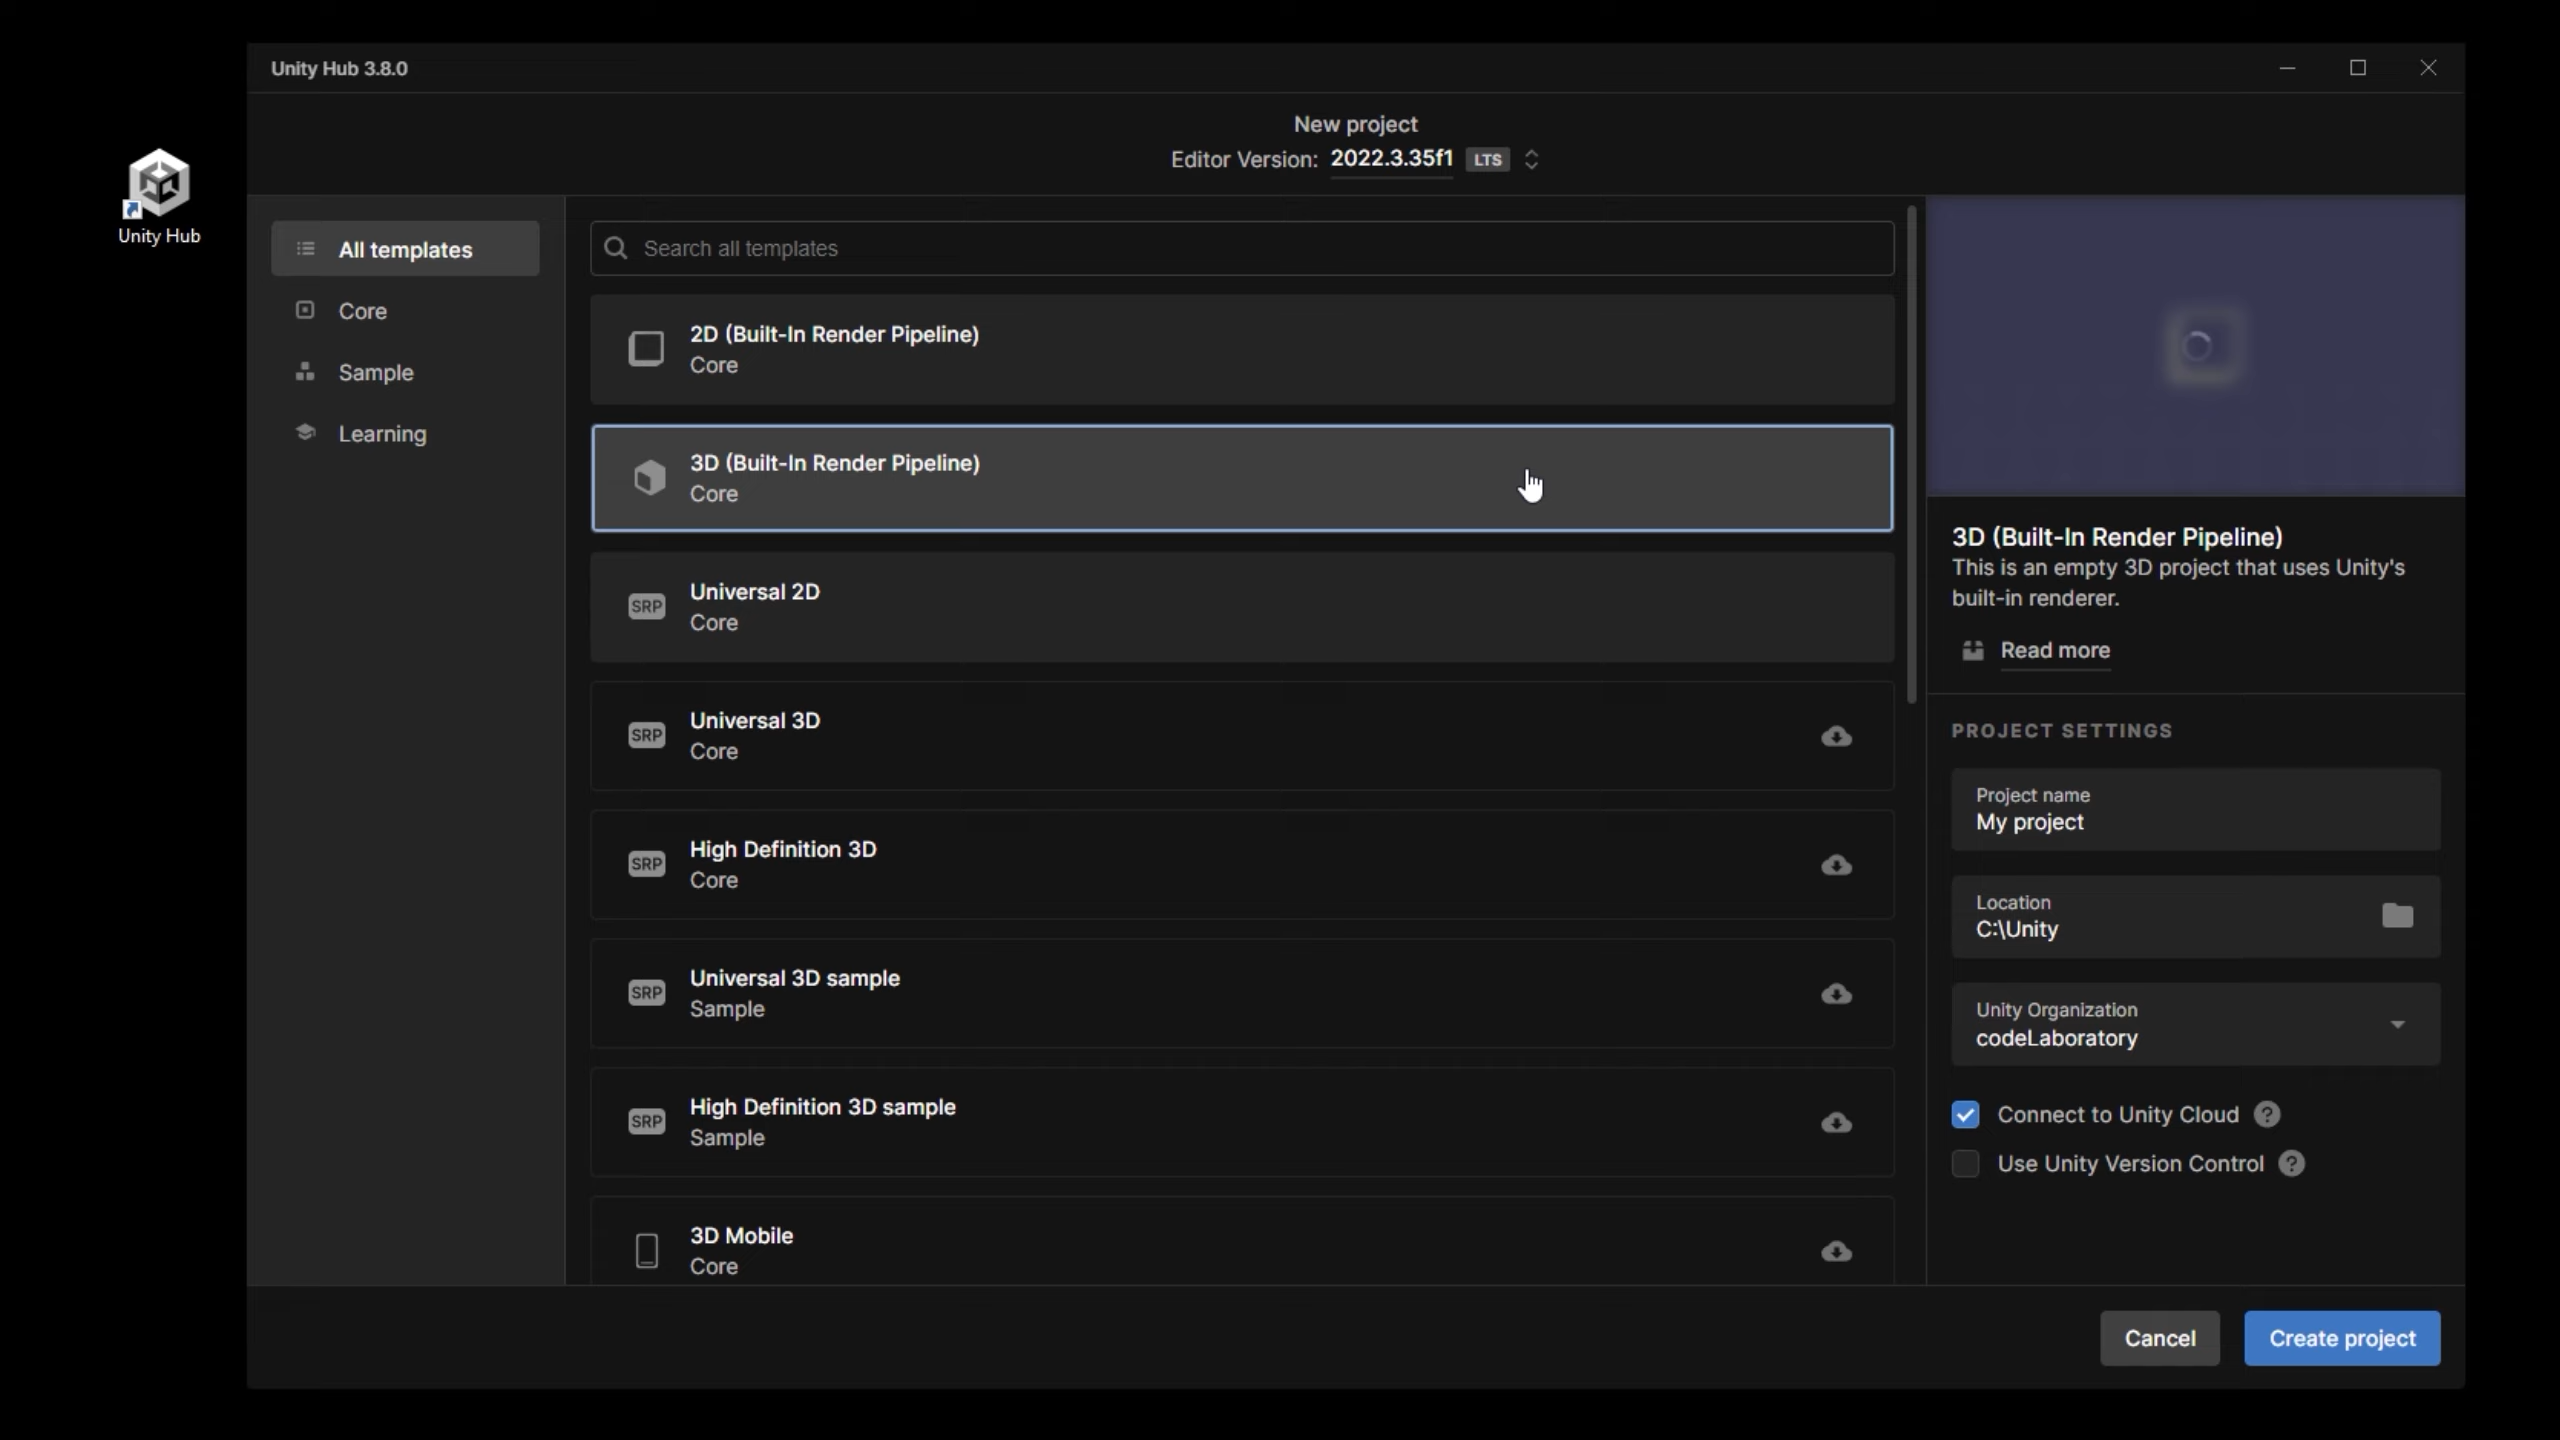 Unity Hub 3.8.0
New project
Editor Version: 2022.3.35f1 LTS
Unity Hub
All templates
Core
Sample
Learning
Search all templates
2D (Built-In Render Pipeline)
Core
3D (Built-In Render Pipeline)
Core
SRP
Universal 2D
Core
SRP
Universal 3D
Core
SRP
High Definition 3D
Core
SRP
Universal 3D sample
Sample
SRP
High Definition 3D sample
Sample
3D Mobile
Core
3D (Built-In Render Pipeline)
This is an empty 3D project that uses Unity's
built-in renderer.
Read more
PROJECT SETTINGS
Project name
My project
Location
C:\Unity
Unity Organization
codeLaboratory
Connect to Unity Cloud ?
Use Unity Version Control ?
Cancel
Create project